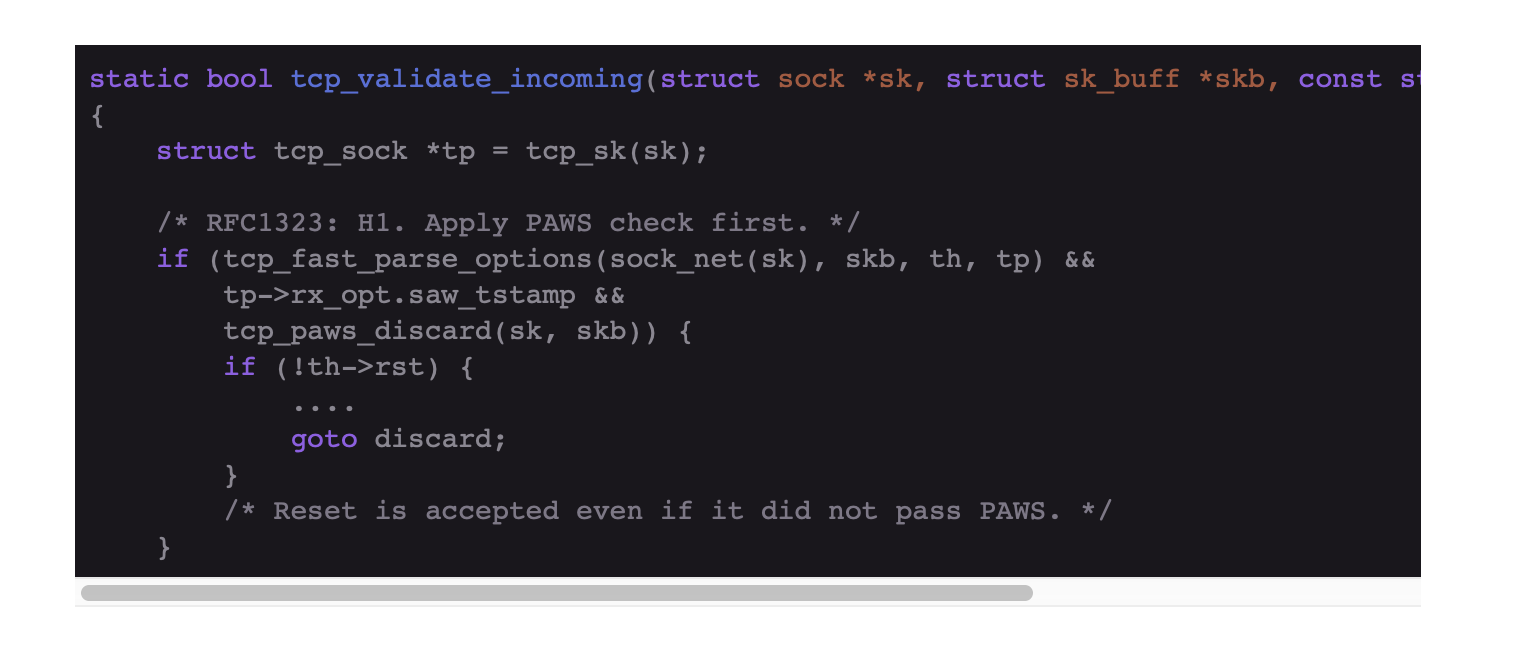 static bool tcp_validate_incoming(struct sock *sk, struct sk_buff *skb, const
{
struct tcp_sock *tp = tcp_sk(sk);
/* RFC1323: H1. Apply PAWS check first. */
if (tcp_fast_parse_options(sock_net(sk), skb, th, tp) &&
tp->rx_opt.saw_tstamp &&
tcp_paws_discard(sk, skb)) {
if (!th->rst) {
....
goto discard;
}
/* Reset is accepted even if it did not pass PAWS. */
}